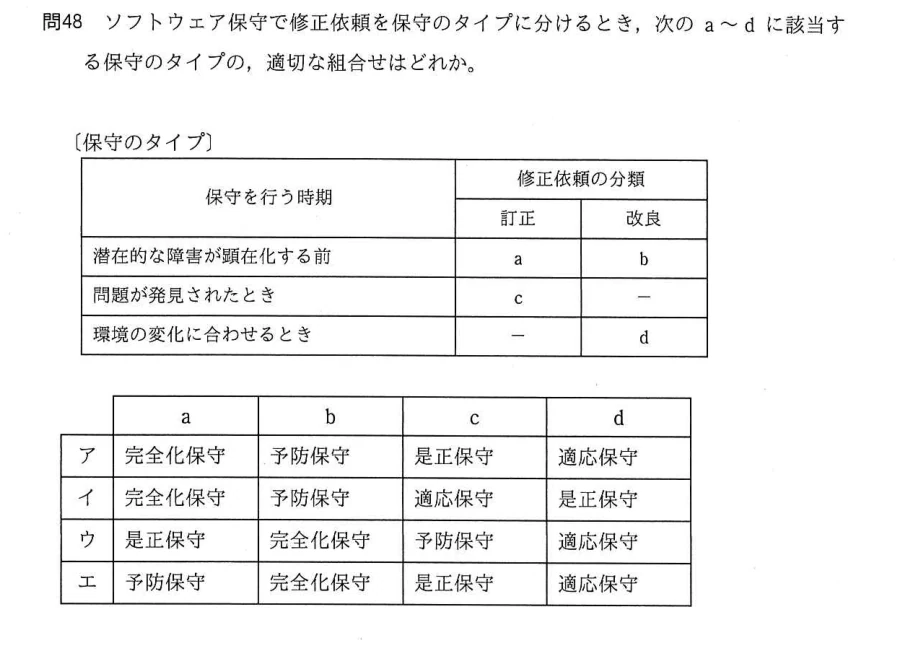 問48 ソフトウェア保守で修正依頼を保守のタイプに分けるとき，次の a～d に該当す
る保守のタイプの，適切な組合せはどれか。
〔保守のタイプ〕
保守を行う時期 修正依頼の分類
訂正 改良
潜在的な障害が顕在化する前 a b
問題が発見されたとき c －
環境の変化に合わせるとき － d
a b c d
ア 完全化保守 予防保守 是正保守 適応保守
イ 完全化保守 予防保守 適応保守 是正保守
ウ 是正保守 完全化保守 予防保守 適応保守
エ 予防保守 完全化保守 是正保守 適応保守